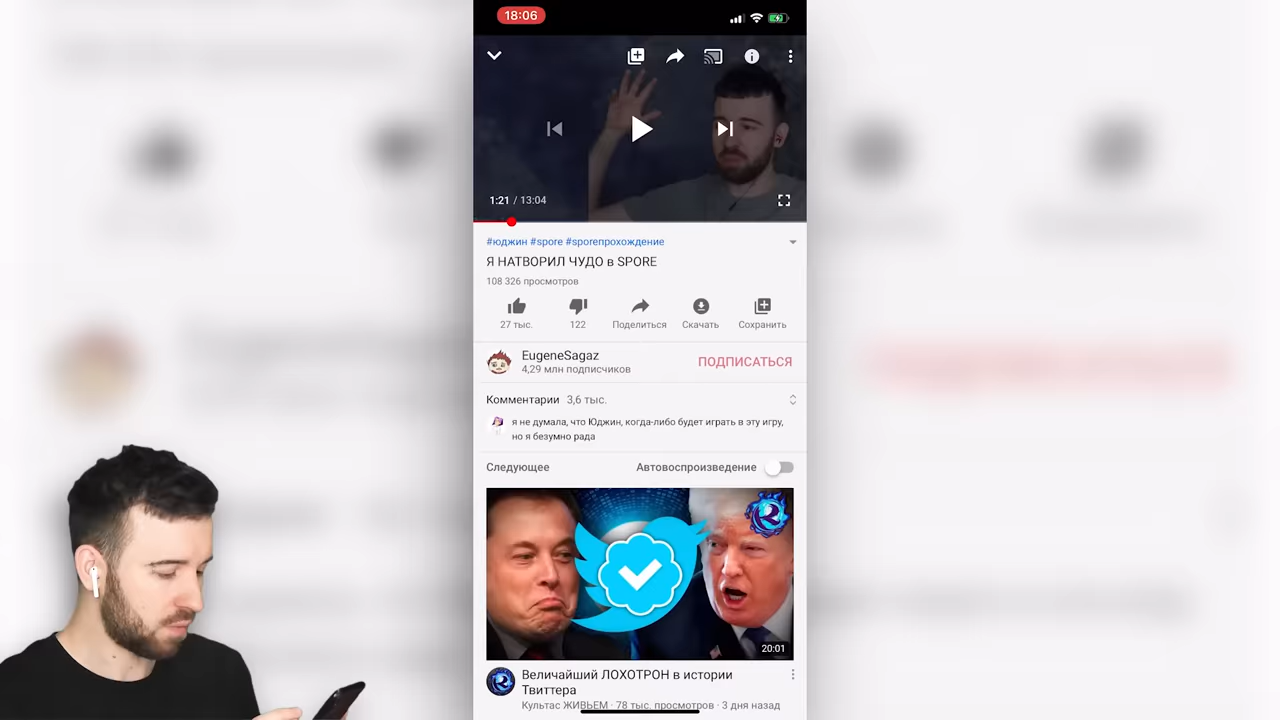 18:06
1:21 / 13:04
#юджин #spore #sporeпрохождение
Я НАТВОРИЛ ЧУДО в SPORE
108 326 просмотров
27 тыс.
122
Поделиться
Скачать
Сохранить
EugeneSagaz
4,29 млн подписчиков
ПОДПИСАТЬСЯ
Комментарии 3,6 тыс.
я не думала, что Юджин, когда-либо будет играть в эту игру,
но я безумно рада
Следующее
Автовоспроизведение
20:01
Величайший ЛОХОТРОН в истории
Твиттера
Культас ЖИВЬЕМ · 78 тыс. просмотров · 3 дня назад